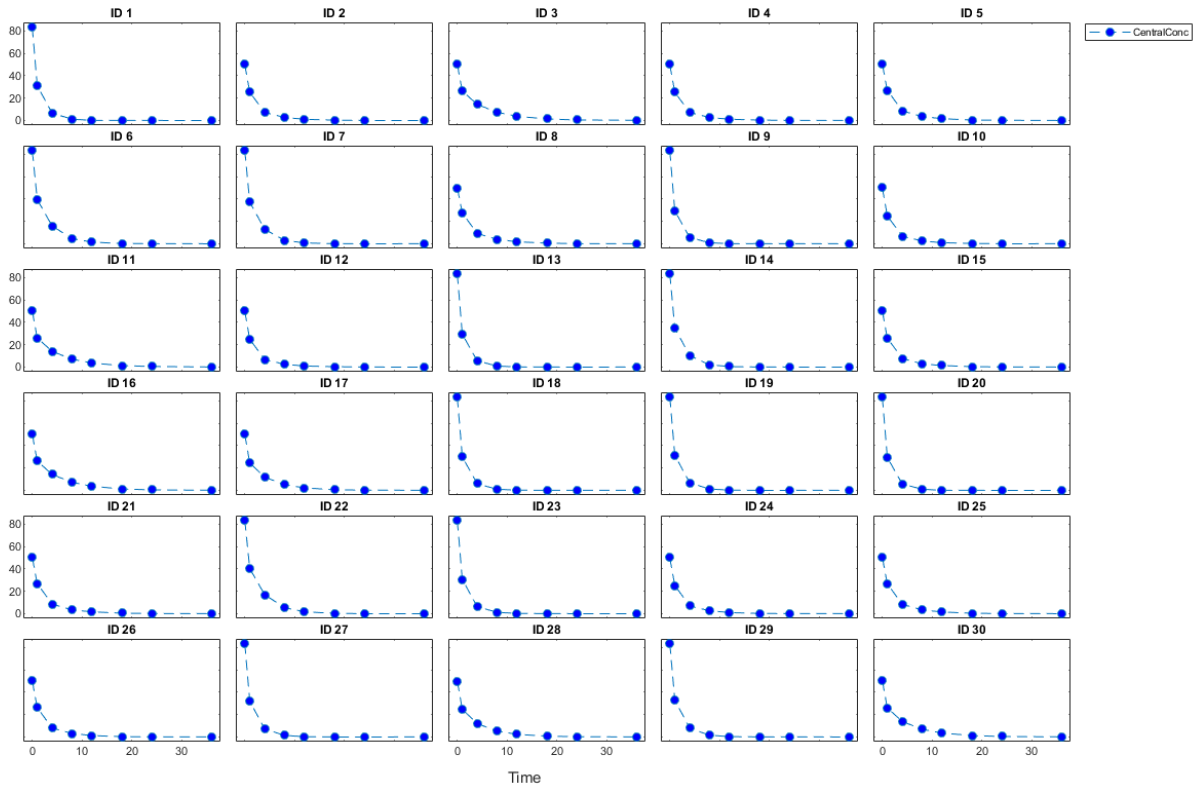 ID 1 ID 2 ID 3 ID 4 ID 5
CentralConc
80
60
40
20
0
ID 6 ID 7 ID 8 ID 9 ID 10
ID 11 ID 12 ID 13 ID 14 ID 15
80
60
40
20
0
ID 16 ID 17 ID 18 ID 19 ID 20
ID 21 ID 22 ID 23 ID 24 ID 25
80
60
40
20
0
ID 26 ID 27 ID 28 ID 29 ID 30
0 10 20 30 0 10 20 30 0 10 20 30
Time